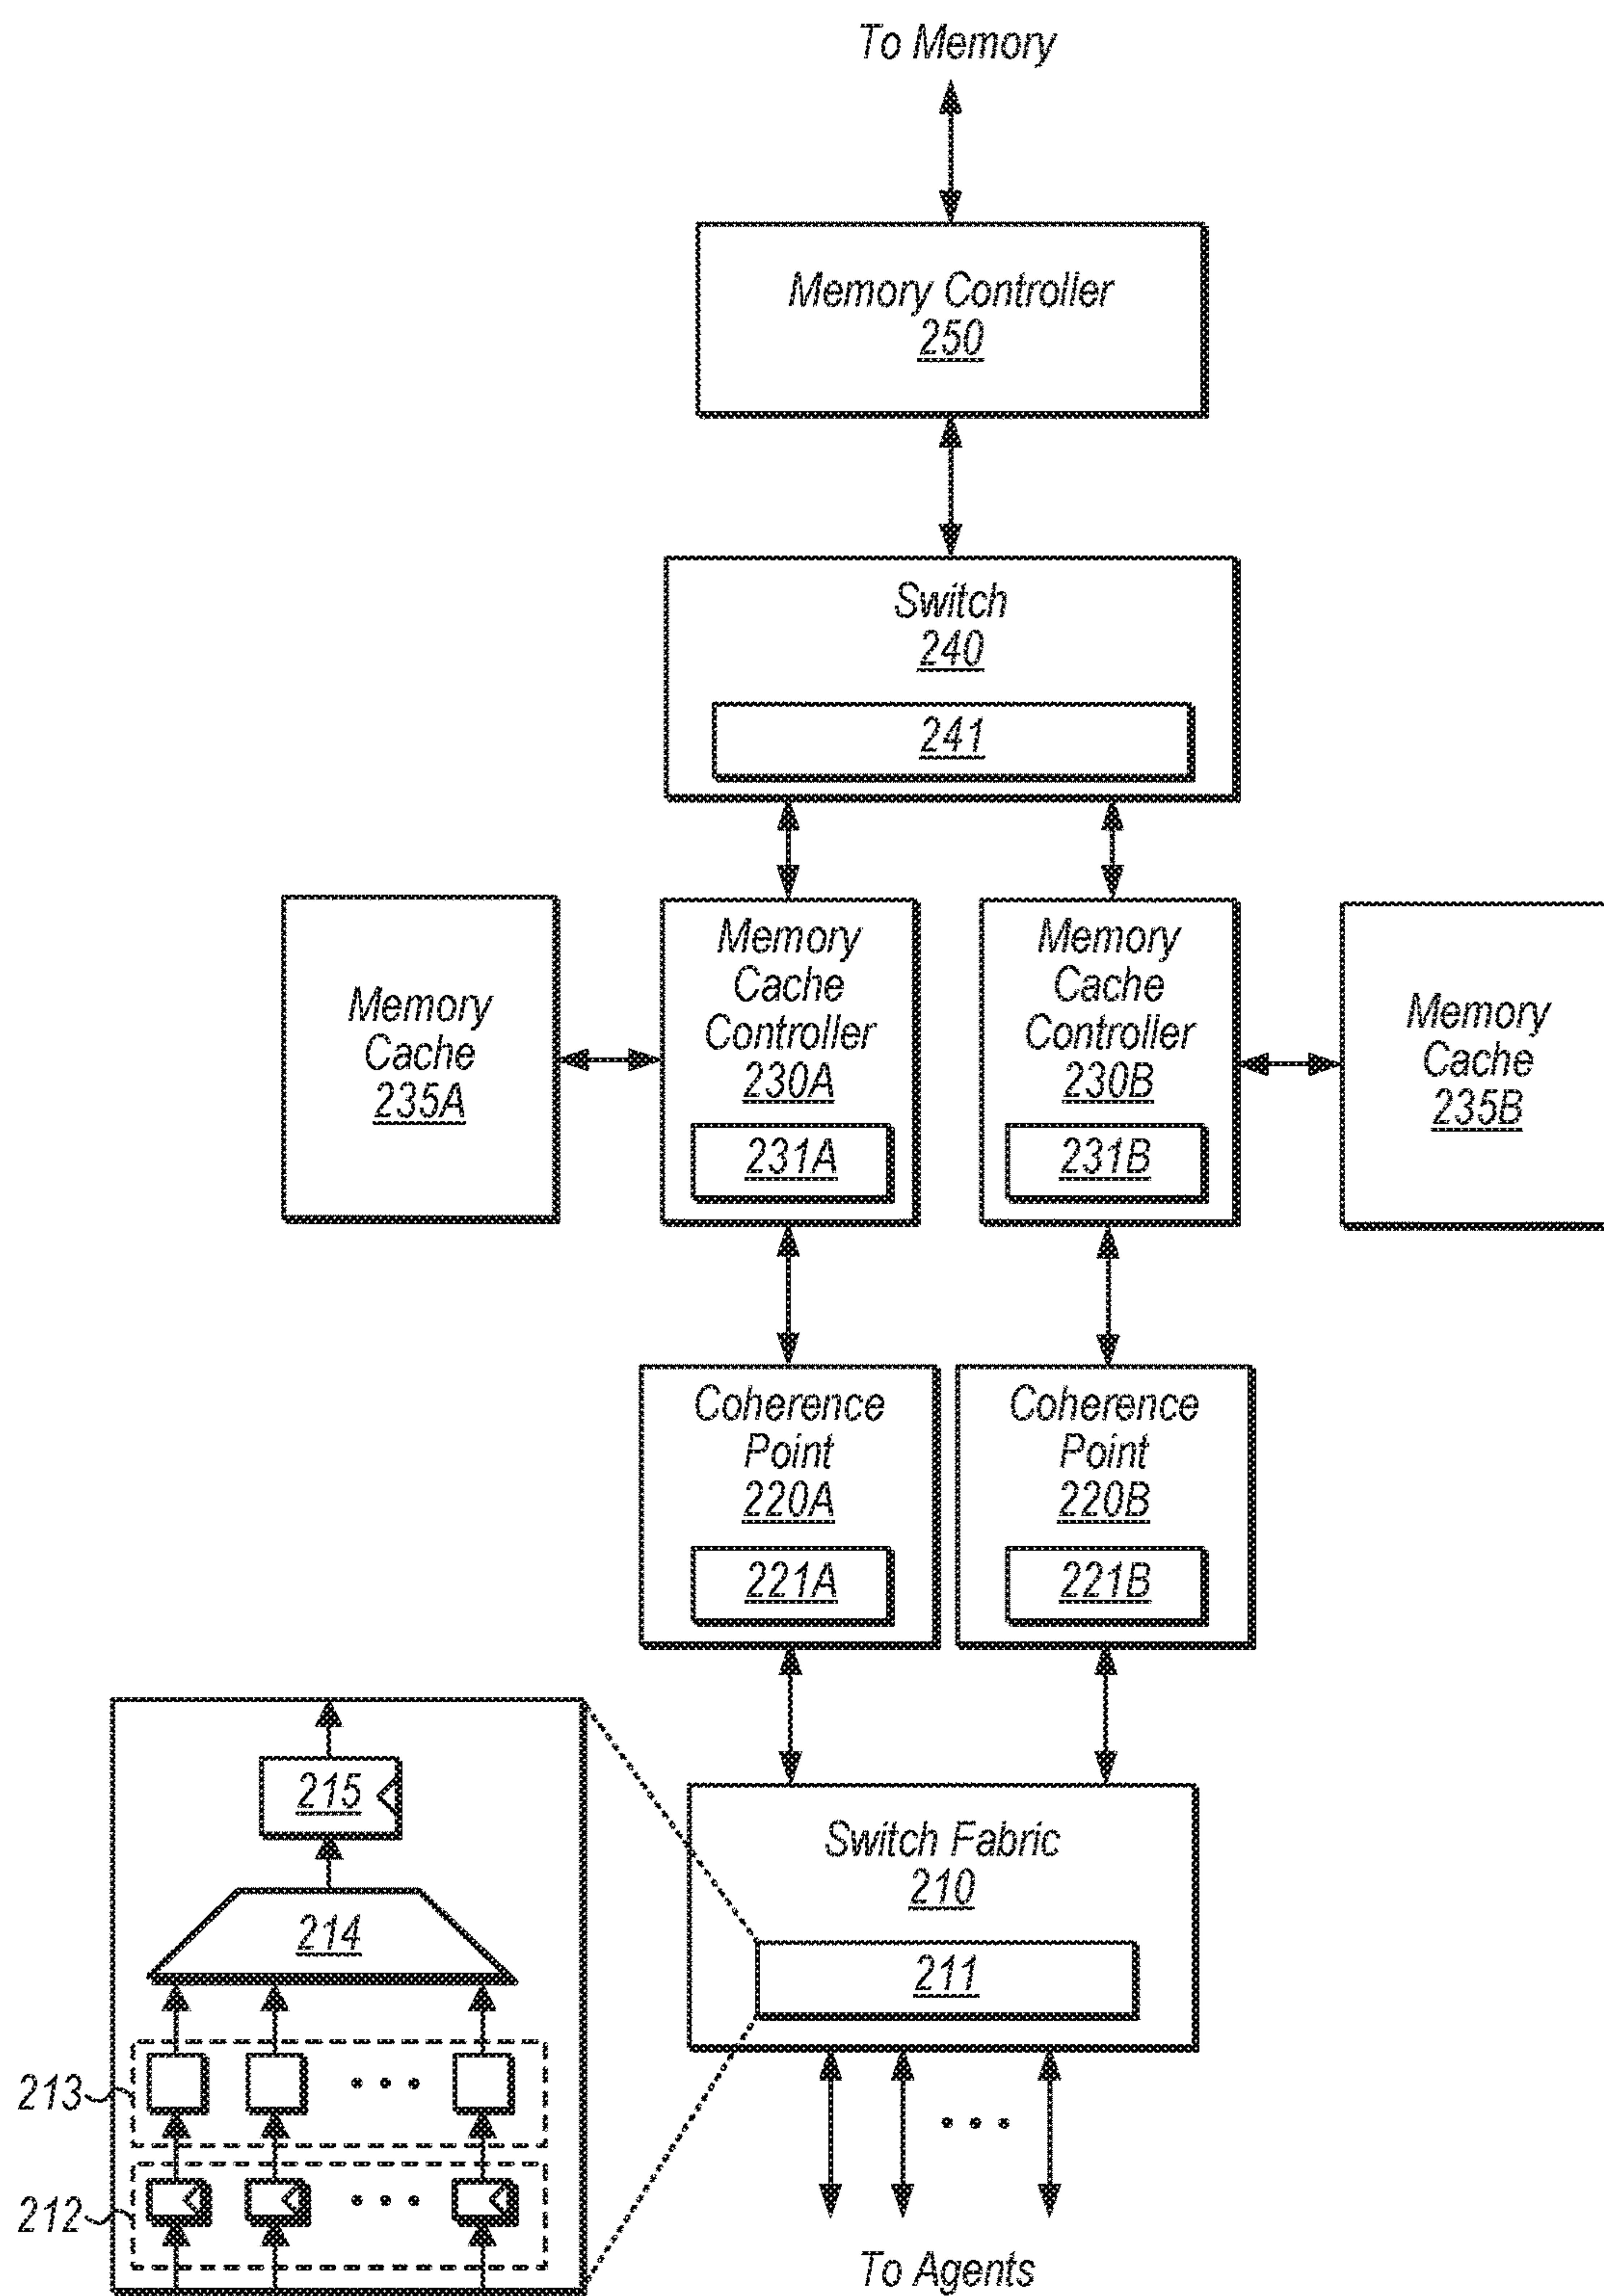 To Memory
Memory Controller
250
Switch
240
241
Memory
Cache
235A
Memory
Cache
Controller
230A
231A
Memory
Cache
Controller
230B
231B
Memory
Cache
235B
Coherence
Point
220A
221A
Coherence
Point
220B
221B
215
214
213
212
Switch Fabric
210
211
To Agents